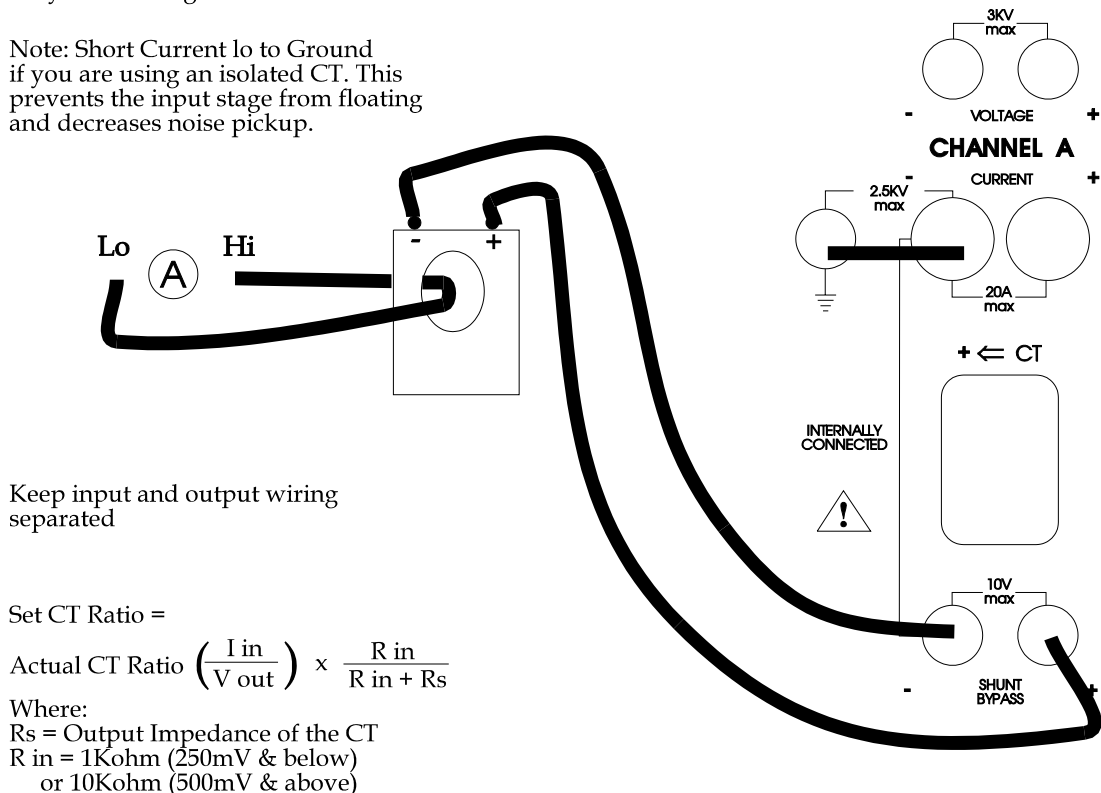 Note: Short Current lo to Ground
if you are using an isolated CT. This
prevents the input stage from floating
and decreases noise pickup.
Lo
A
Hi
- +
Keep input and output wiring
separated
Set CT Ratio =
Actual CT Ratio (I in / V out) x R in / R in + Rs
Where:
Rs = Output Impedance of the CT
R in = 1Kohm (250mV & below)
or 10Kohm (500mV & above)
3KV
max
- VOLTAGE +
CHANNEL A
- CURRENT +
2.5KV
max
20A
max
+ ⇐ CT
INTERNALLY
CONNECTED
!
10V
max
- SHUNT +
BYPASS